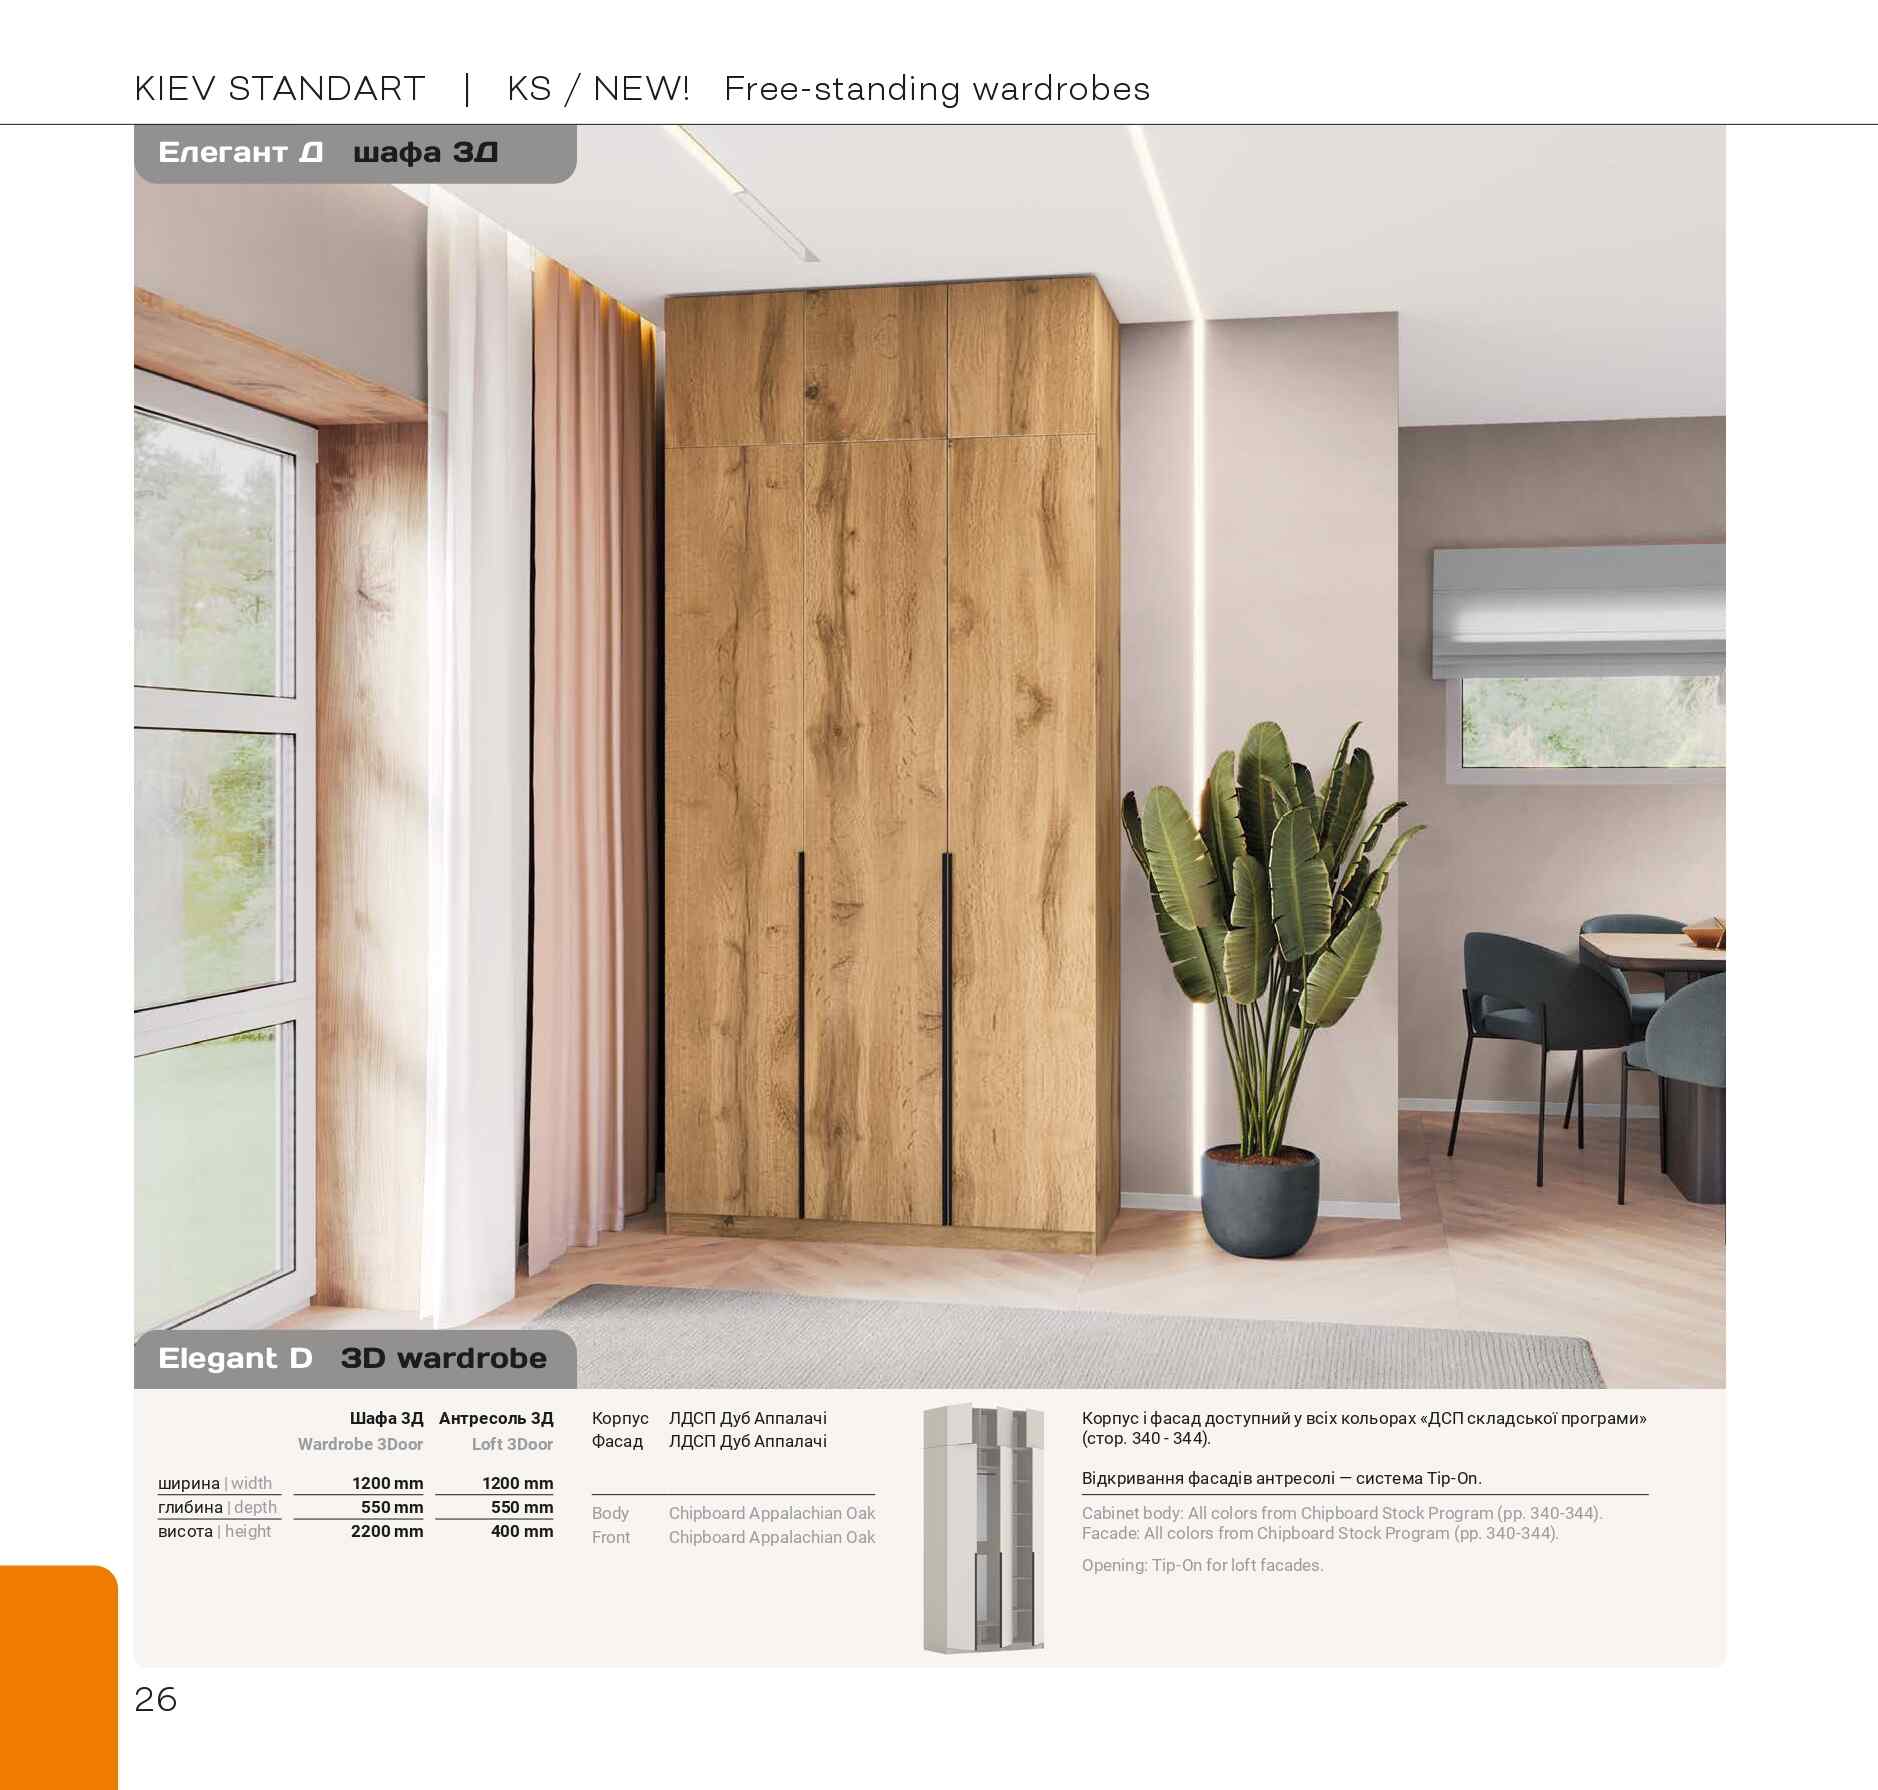 KIEV STANDART | KS / NEW! Free-standing wardrobes
Елегант Д шафа 3Д
Elegant D 3D wardrobe
Шафа 3Д Антресоль 3Д
Wardrobe 3Door Loft 3Door
ширина | width 1200 mm 1200 mm
глибина | depth 550 mm 550 mm
висота | height 2200 mm 400 mm
Корпус ЛДСП Дуб Аппалачі
Фасад ЛДСП Дуб Аппалачі
Body Chipboard Appalachian Oak
Front Chipboard Appalachian Oak
Корпус і фасад доступний у всіх кольорах «ДСП складської програми»
(стор. 340 - 344).
Відкривання фасадів антресолі — система Tip-On.
Cabinet body: All colors from Chipboard Stock Program (pp. 340-344).
Facade: All colors from Chipboard Stock Program (pp. 340-344).
Opening: Tip-On for loft facades.
26